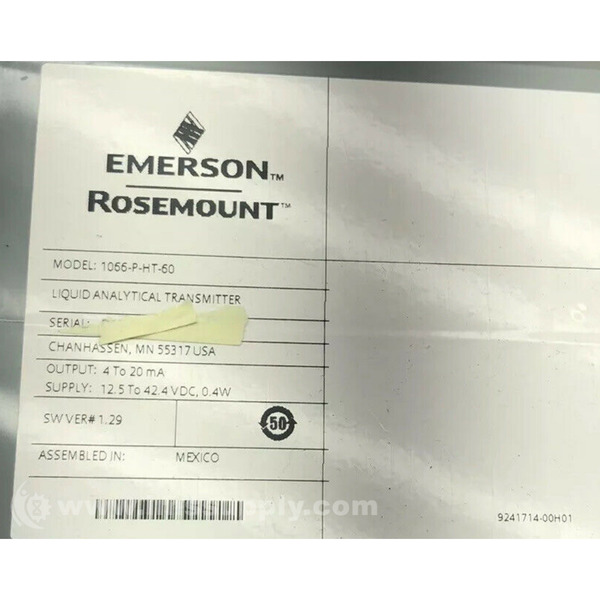 EMERSON™
ROSEMOUNT™
MODEL: 1066-P-HT-60
LIQUID ANALYTICAL TRANSMITTER
SERIAL:
CHANHASSEN, MN 55317 USA
OUTPUT: 4 To 20 mA
SUPPLY: 12.5 To 42.4 VDC, 0.4W
SW VER# 1.29
50
ASSEMBLED IN: MEXICO
9241714-00H01